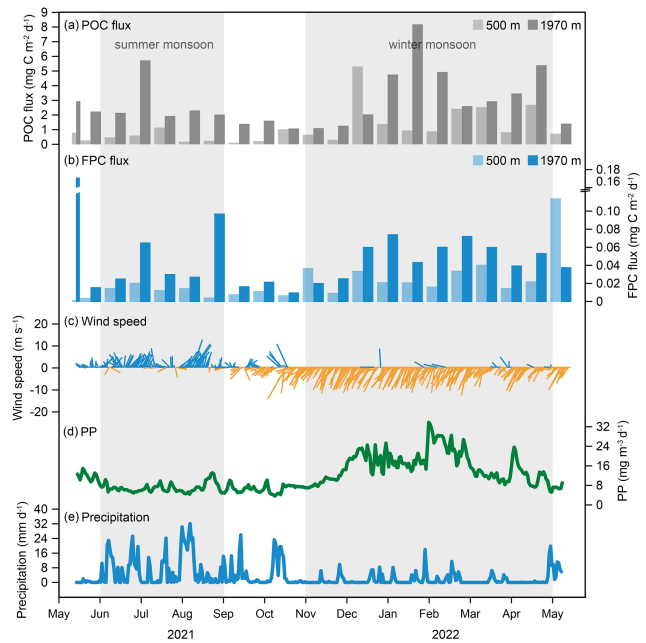 (a) POC flux
500 m 1970 m
summer monsoon
winter monsoon
POC flux (mg C m⁻² d⁻¹)
9
8
7
6
5
4
3
2
1
0
(b) FPC flux
500 m 1970 m
FPC flux (mg C m⁻² d⁻¹)
0.18
0.16
0.10
0.08
0.06
0.04
0.02
0
(c) Wind speed
Wind speed (m s⁻¹)
20
10
0
-10
-20
(d) PP
PP (mg m⁻³ d⁻¹)
32
24
16
8
0
(e) Precipitation
Precipitation (mm d⁻¹)
40
32
24
16
8
0
May Jun Jul Aug Sep Oct Nov Dec Jan Feb Mar Apr May
2021 2022